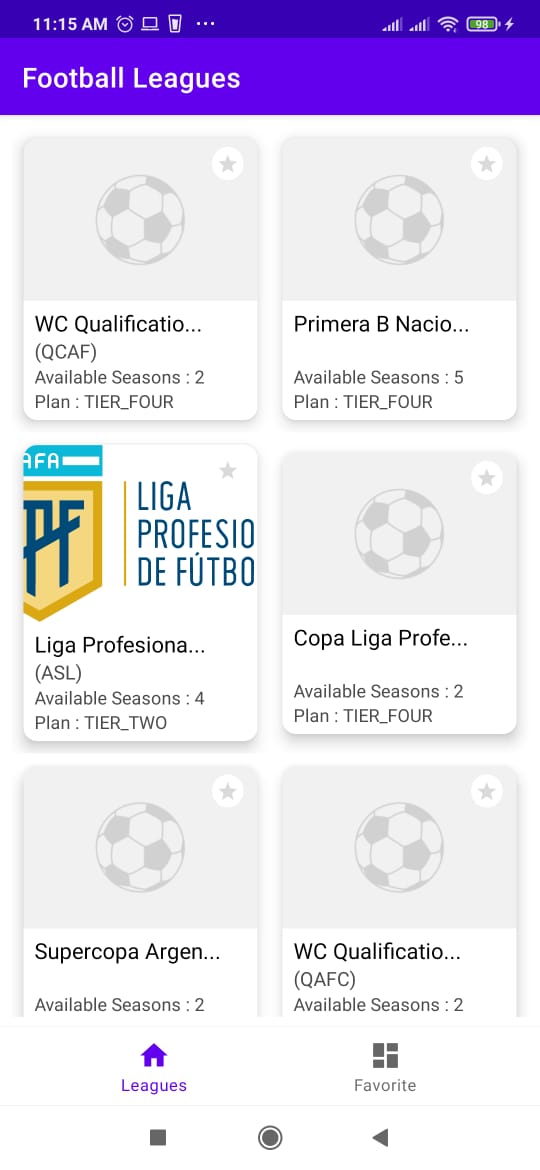 11:15 AM
98
Football Leagues
WC Qualificatio...
(QCAF)
Available Seasons : 2
Plan : TIER_FOUR
Primera B Nacio...
Available Seasons : 5
Plan : TIER_FOUR
AFA
LIGA
PROFESIO
DE FÚTBO
Liga Profesiona...
(ASL)
Available Seasons : 4
Plan : TIER_TWO
Copa Liga Profe...
Available Seasons : 2
Plan : TIER_FOUR
Supercopa Argen...
Available Seasons : 2
WC Qualificatio...
(QAFC)
Available Seasons : 2
Leagues
Favorite